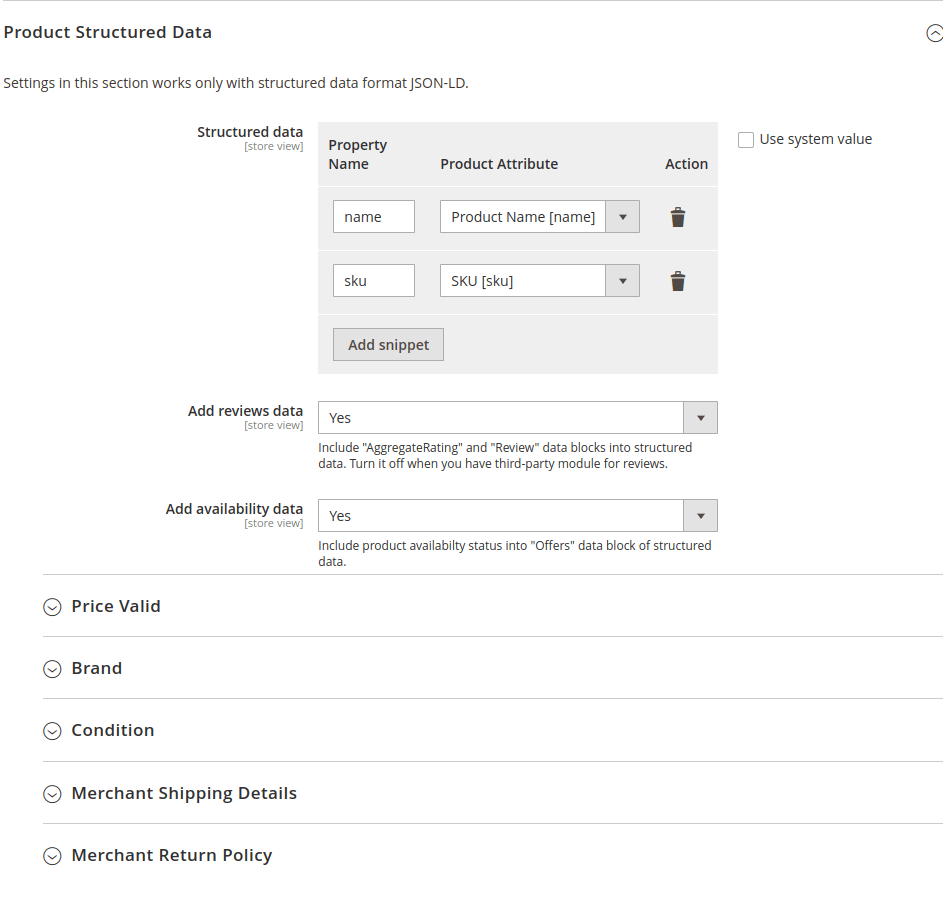 Product Structured Data
Settings in this section works only with structured data format JSON-LD.
Structured data
[store view]
Property
Name
Product Attribute
Action
Use system value
name
Product Name [name]
sku
SKU [sku]
Add snippet
Add reviews data
[store view]
Yes
Include "AggregateRating" and "Review" data blocks into structured
data. Turn it off when you have third-party module for reviews.
Add availability data
[store view]
Yes
Include product availabilty status into "Offers" data block of structured
data.
Price Valid
Brand
Condition
Merchant Shipping Details
Merchant Return Policy